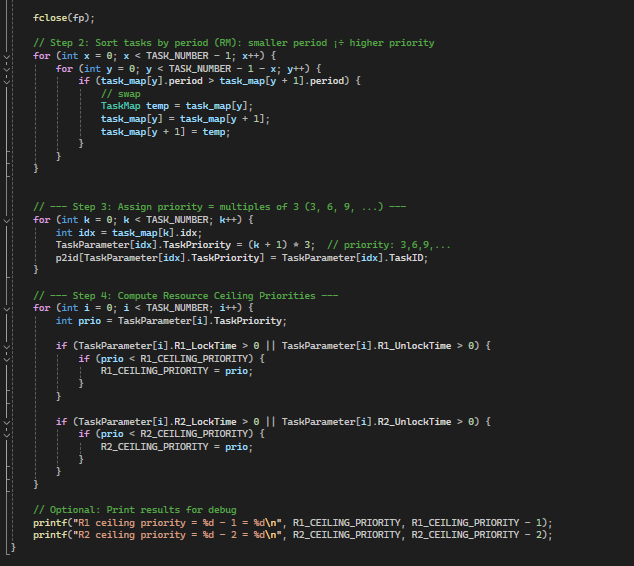 fclose(fp);
// Step 2: Sort tasks by period (RM): smaller period ¡÷ higher priority
for (int x = 0; x < TASK_NUMBER - 1; x++) {
for (int y = 0; y < TASK_NUMBER - 1 - x; y++) {
if (task_map[y].period > task_map[y + 1].period) {
// swap
TaskMap temp = task_map[y];
task_map[y] = task_map[y + 1];
task_map[y + 1] = temp;
}
}
}
// --- Step 3: Assign priority = multiples of 3 (3, 6, 9, ...) ---
for (int k = 0; k < TASK_NUMBER; k++) {
int idx = task_map[k].idx;
TaskParameter[idx].TaskPriority = (k + 1) * 3;  // priority: 3,6,9,...
p2id[TaskParameter[idx].TaskPriority] = TaskParameter[idx].TaskID;
}
// --- Step 4: Compute Resource Ceiling Priorities ---
for (int i = 0; i < TASK_NUMBER; i++) {
int prio = TaskParameter[i].TaskPriority;
if (TaskParameter[i].R1_LockTime > 0 || TaskParameter[i].R1_UnlockTime > 0) {
if (prio < R1_CEILING_PRIORITY) {
R1_CEILING_PRIORITY = prio;
}
}
if (TaskParameter[i].R2_LockTime > 0 || TaskParameter[i].R2_UnlockTime > 0) {
if (prio < R2_CEILING_PRIORITY) {
R2_CEILING_PRIORITY = prio;
}
}
}
// Optional: Print results for debug
printf("R1 ceiling priority = %d - 1 = %d\n", R1_CEILING_PRIORITY, R1_CEILING_PRIORITY - 1);
printf("R2 ceiling priority = %d - 2 = %d\n", R2_CEILING_PRIORITY, R2_CEILING_PRIORITY - 2);
}